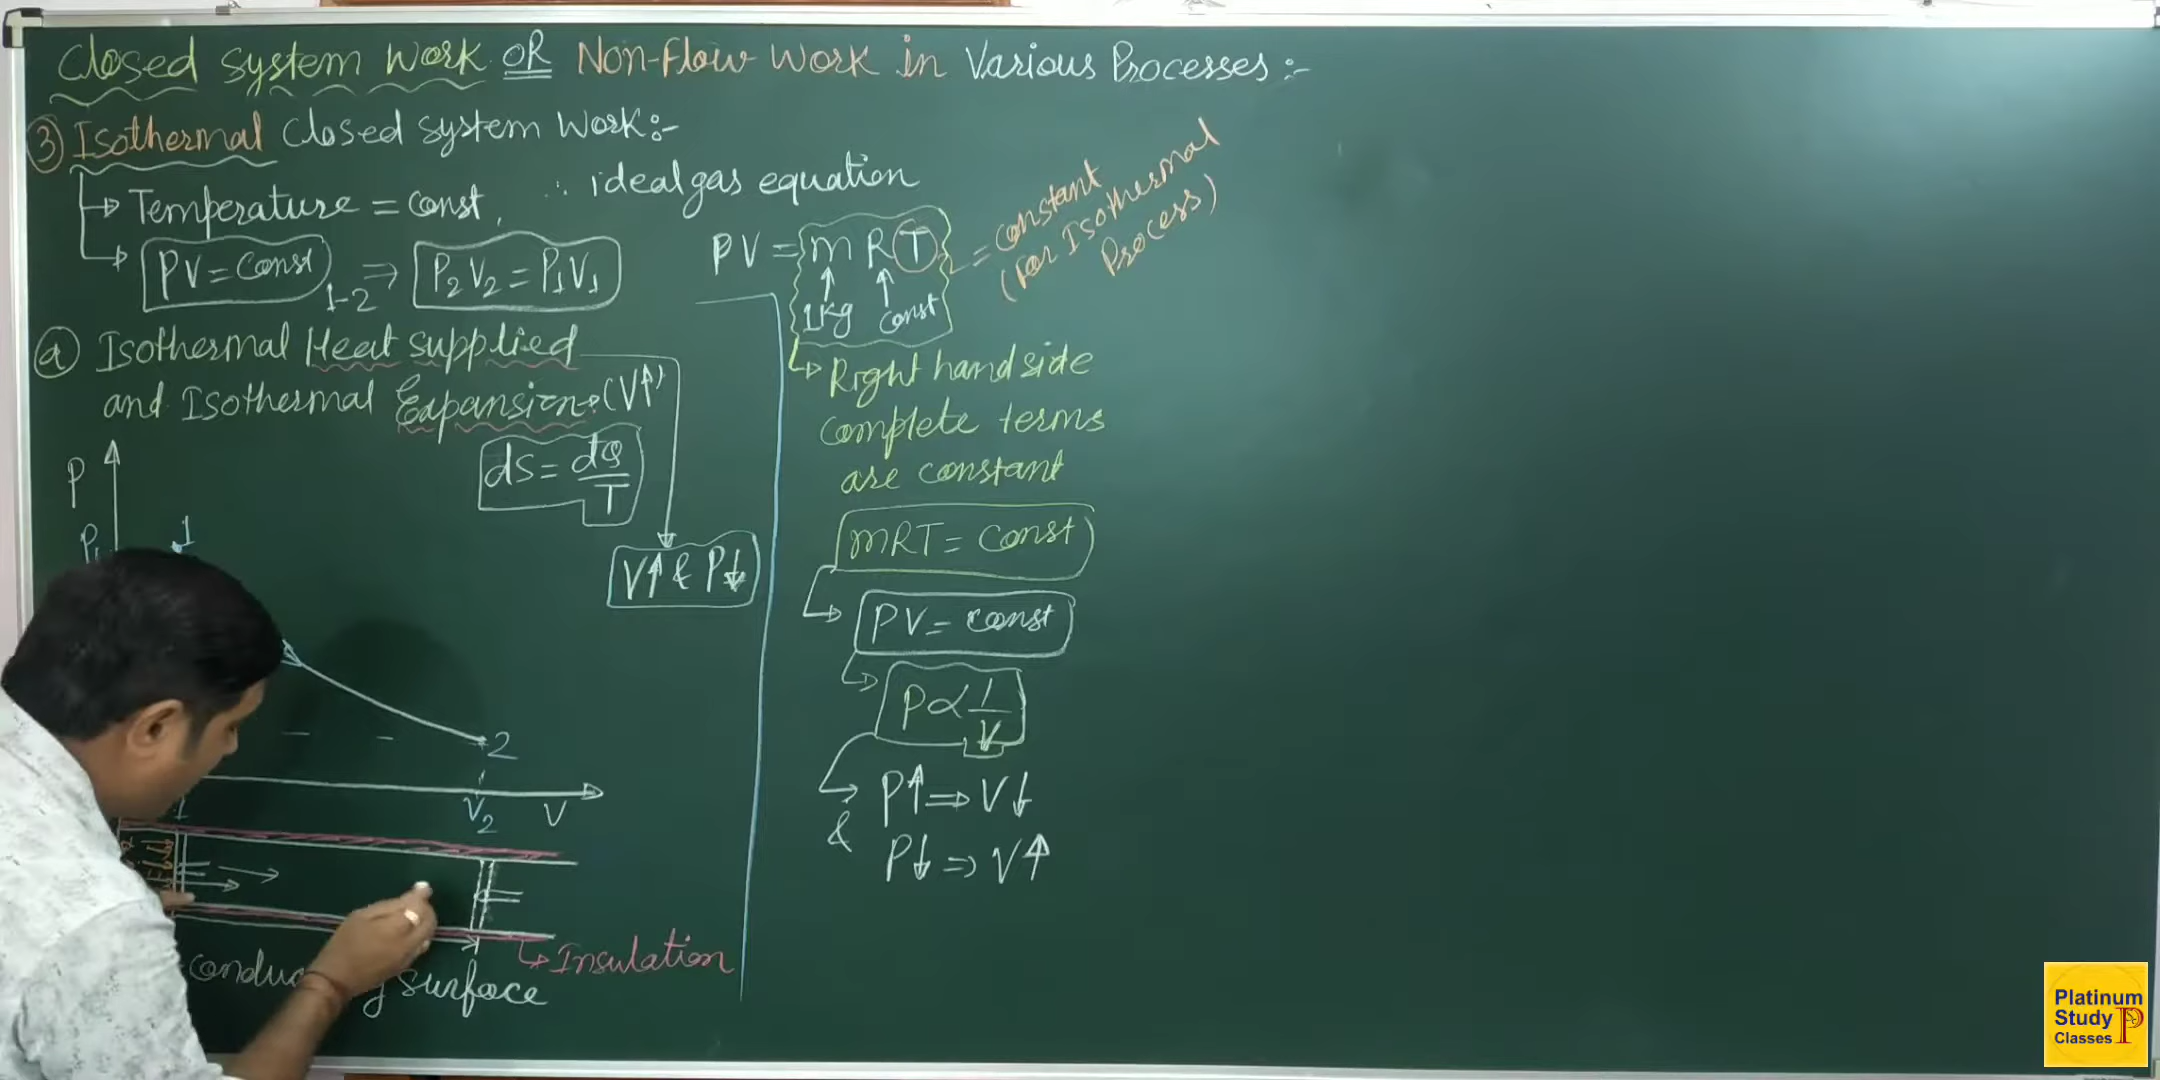 Closed system Work OR Non-Flow Work in Various Processes:-
③ Isothermal Closed system Work:-
Temperature = const,
PV = Const
1-2
⇒ P₂V₂ = P₁V₁
∴ ideal gas equation
PV = m R T = constant
(For Isothermal
Process)
1kg const
ⓐ Isothermal Heat supplied
and Isothermal Expansion:(V↑)
dS = dQ/T
V↑ & P↓
P
P₁
1
2
V₂ V
Insulation
surface
Right hand side
complete terms
are constant
mRT = Const
PV = const
P ∝ 1/V
P↑ ⇒ V↓
&
P↓ ⇒ V↑
Platinum
Study
Classes